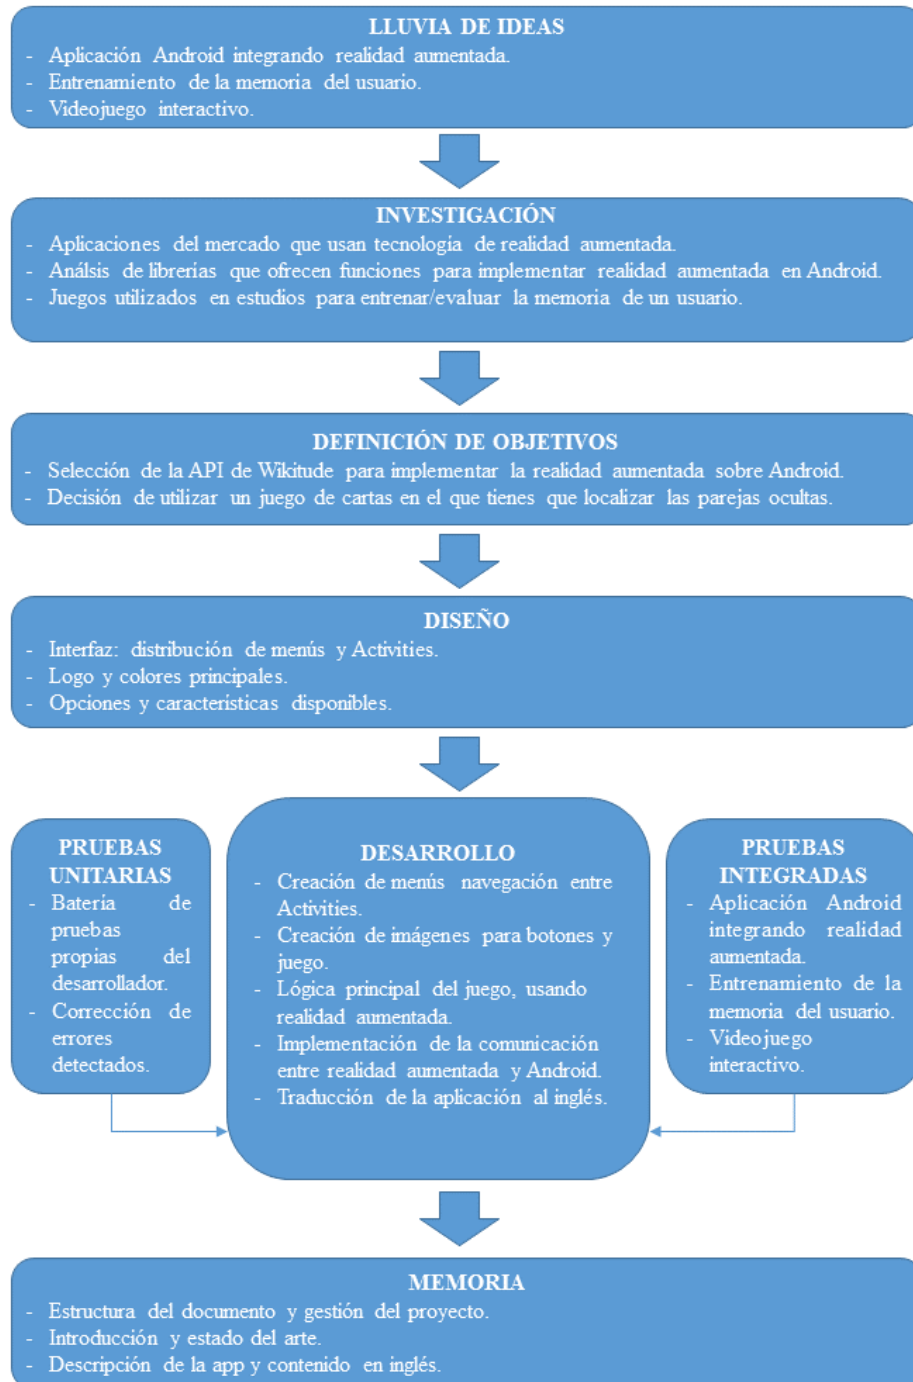 LLUVIA DE IDEAS
- Aplicación Android integrando realidad aumentada.
- Entrenamiento de la memoria del usuario.
- Videojuego interactivo.
INVESTIGACIÓN
- Aplicaciones del mercado que usan tecnología de realidad aumentada.
- Análsis de librerías que ofrecen funciones para implementar realidad aumentada en Android.
- Juegos utilizados en estudios para entrenar/evaluar la memoria de un usuario.
DEFINICIÓN DE OBJETIVOS
- Selección de la API de Wikitude para implementar la realidad aumentada sobre Android.
- Decisión de utilizar un juego de cartas en el que tienes que localizar las parejas ocultas.
DISEÑO
- Interfaz: distribución de menús y Activities.
- Logo y colores principales.
- Opciones y características disponibles.
PRUEBAS
UNITARIAS
- Batería de
pruebas
propias del
desarrollador.
- Corrección de
errores
detectados.
DESARROLLO
- Creación de menús navegación entre
Activities.
- Creación de imágenes para botones y
juego.
- Lógica principal del juego, usando
realidad aumentada.
- Implementación de la comunicación
entre realidad aumentada y Android.
- Traducción de la aplicación al inglés.
PRUEBAS
INTEGRADAS
- Aplicación Android
integrando realidad
aumentada.
- Entrenamiento de la
memoria del usuario.
- Videojuego
interactivo.
MEMORIA
- Estructura del documento y gestión del proyecto.
- Introducción y estado del arte.
- Descripción de la app y contenido en inglés.